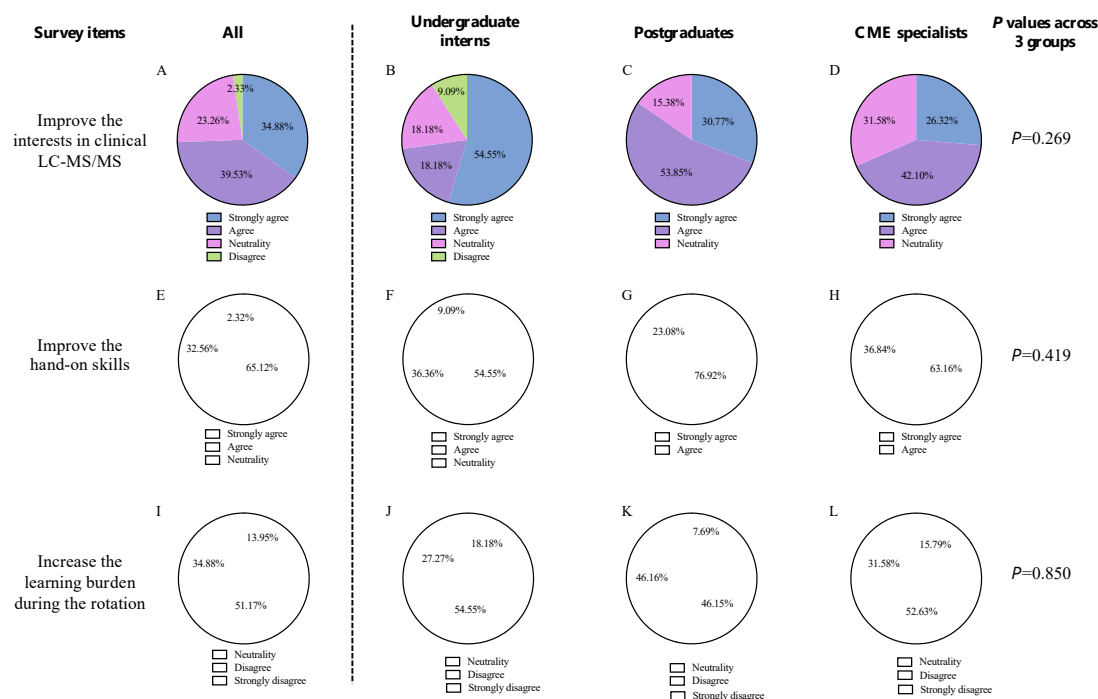 Survey items
All
Undergraduate
interns
Postgraduates
CME specialists
P values across
3 groups
A
B
C
D
Improve the
interests in clinical
LC-MS/MS
2.33%
23.26%
34.88%
39.53%
9.09%
18.18%
18.18%
54.55%
15.38%
30.77%
53.85%
31.58%
26.32%
42.10%
P=0.269
Strongly agree
Agree
Neutrality
Disagree
Strongly agree
Agree
Neutrality
Disagree
Strongly agree
Agree
Neutrality
Strongly agree
Agree
Neutrality
E
F
G
H
Improve the
hand-on skills
2.32%
32.56%
65.12%
9.09%
36.36%
54.55%
23.08%
76.92%
36.84%
63.16%
P=0.419
Strongly agree
Agree
Neutrality
Strongly agree
Agree
Neutrality
Strongly agree
Agree
Strongly agree
Agree
I
J
K
L
Increase the
learning burden
during the rotation
13.95%
34.88%
51.17%
18.18%
27.27%
54.55%
7.69%
46.16%
46.15%
15.79%
31.58%
52.63%
P=0.850
Neutrality
Disagree
Strongly disagree
Neutrality
Disagree
Strongly disagree
Neutrality
Disagree
Strongly disagree
Neutrality
Disagree
Strongly disagree